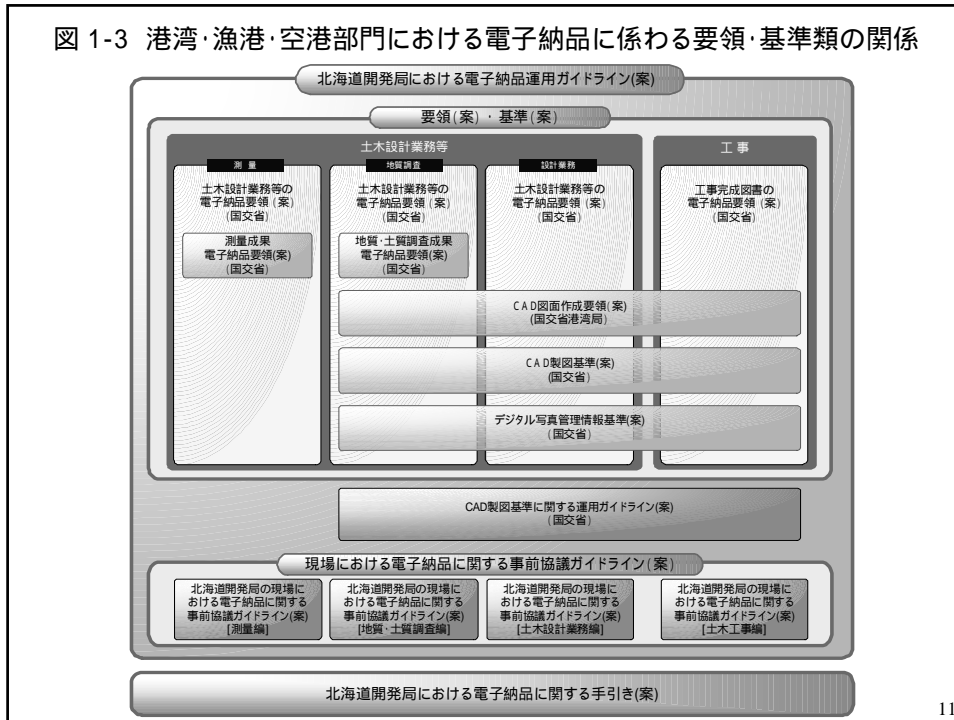 図 1-3 港湾･漁港･空港部門における電子納品に係わる要領･基準類の関係
北海道開発局における電子納品運用ガイドライン(案)
要領(案)・基準(案)
土木設計業務等
工事
測 量
土木設計業務等の
電子納品要領(案)
(国交省)
測量成果
電子納品要領(案)
(国交省)
地質調査
土木設計業務等の
電子納品要領(案)
(国交省)
地質･土質調査成果
電子納品要領(案)
(国交省)
設計業務
土木設計業務等の
電子納品要領(案)
(国交省)
工事完成図書の
電子納品要領(案)
(国交省)
CAD図面作成要領(案)
(国交省港湾局)
CAD製図基準(案)
(国交省)
デジタル写真管理情報基準(案)
(国交省)
CAD製図基準に関する運用ガイドライン(案)
(国交省)
現場における電子納品に関する事前協議ガイドライン(案)
北海道開発局の現場に
おける電子納品に関する
事前協議ガイドライン(案)
[測量編]
北海道開発局の現場に
おける電子納品に関する
事前協議ガイドライン(案)
[地質･土質調査編]
北海道開発局の現場に
おける電子納品に関する
事前協議ガイドライン(案)
[土木設計業務編]
北海道開発局の現場に
おける電子納品に関する
事前協議ガイドライン(案)
[土木工事編]
北海道開発局における電子納品に関する手引き(案)
11